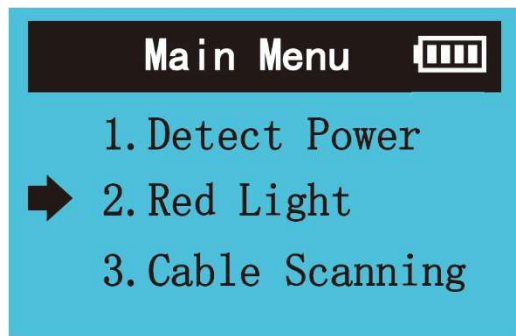 Main Menu
1.Detect Power
2.Red Light
3.Cable Scanning